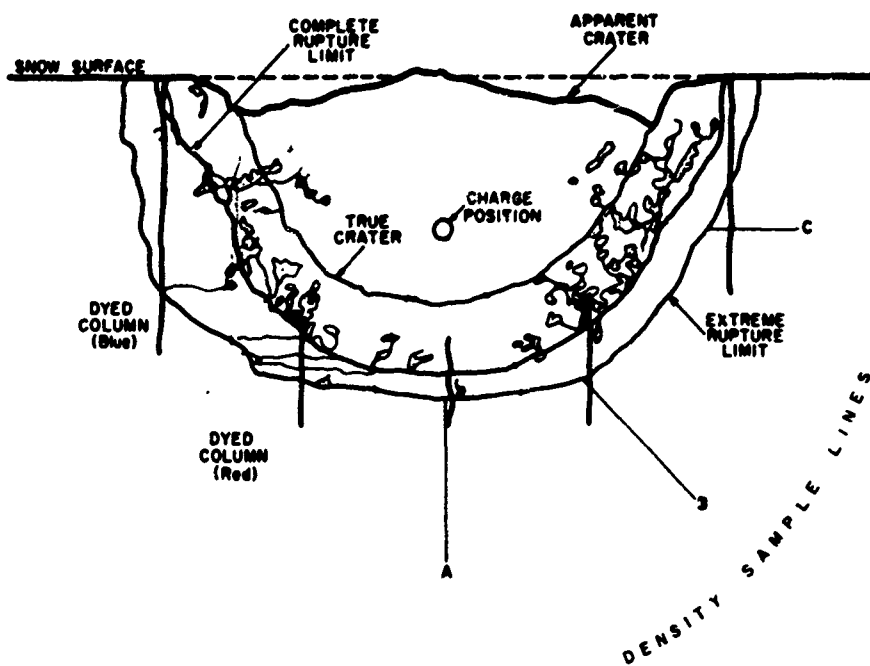 COMPLETE
RUPTURE
LIMIT
APPARENT
CRATER
SNOW SURFACE
CHARGE
POSITION
TRUE
CRATER
C
DYED
COLUMN
(Blue)
EXTREME
RUPTURE
LIMIT
DYED
COLUMN
(Red)
A
DENSITY SAMPLE LINES